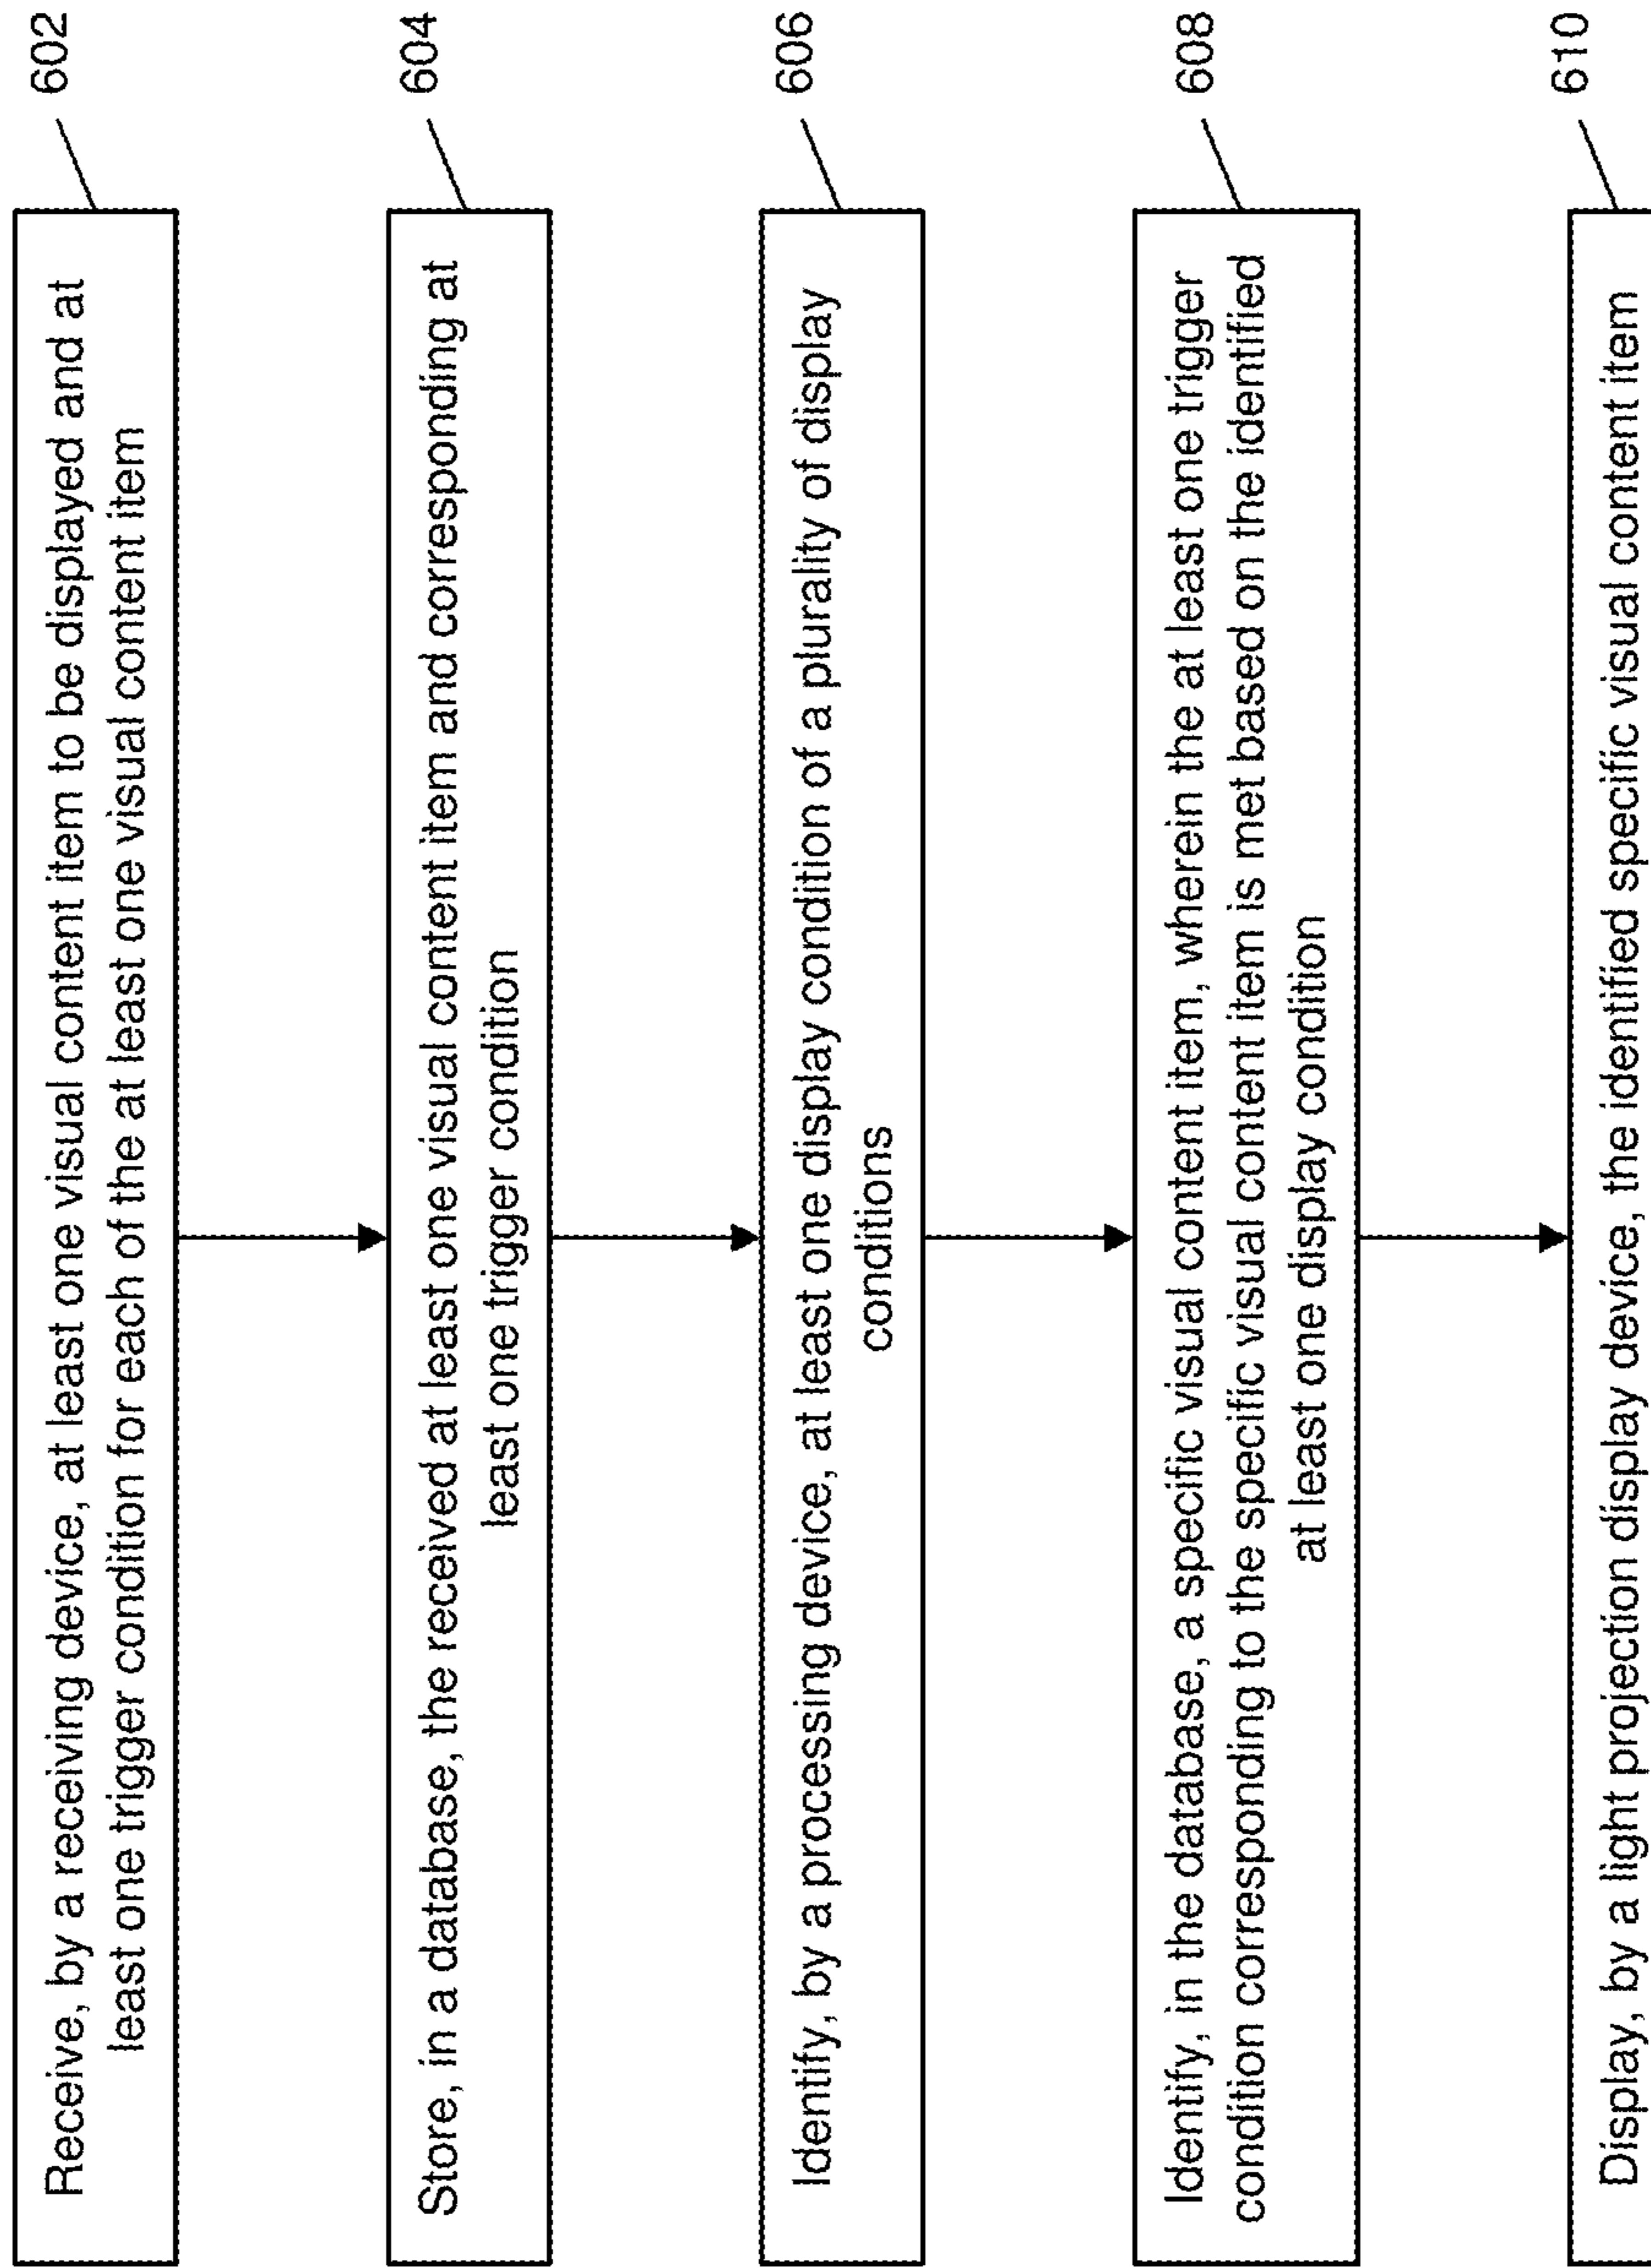 Receive, by a receiving device, at least one visual content item to be displayed and at
least one trigger condition for each of the at least one visual content item
602
Store, in a database, the received at least one visual content item and corresponding at
least one trigger condition
604
Identify, by a processing device, at least one display condition of a plurality of display
conditions
606
Identify, in the database, a specific visual content item, wherein the at least one trigger
condition corresponding to the specific visual content item is met based on the identified
at least one display condition
608
Display, by a light projection display device, the identified specific visual content item
610